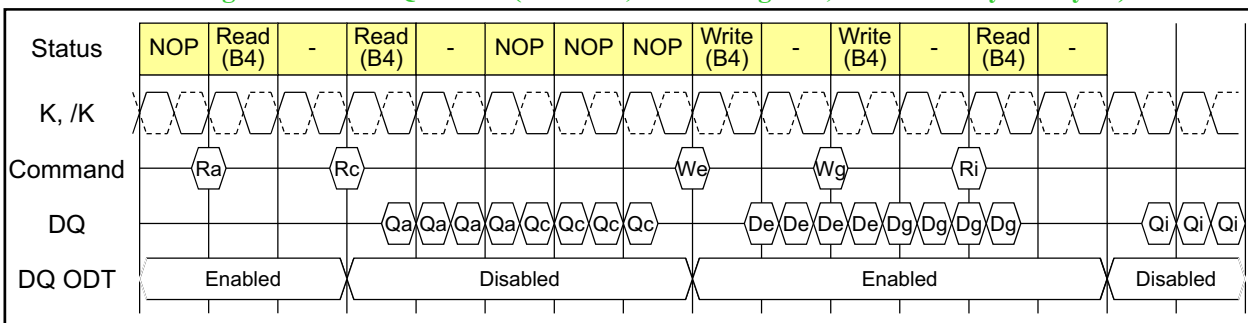 Status NOP Read (B4) - Read (B4) - NOP NOP NOP Write (B4) - Write (B4) - Read (B4) -
K, /K
Command Ra Rc We Wg Ri
DQ Qa Qa Qa Qa Qc Qc Qc Qc De De De De Dg Dg Dg Dg Qi Qi Qi
DQ ODT Enabled Disabled Enabled Disabled